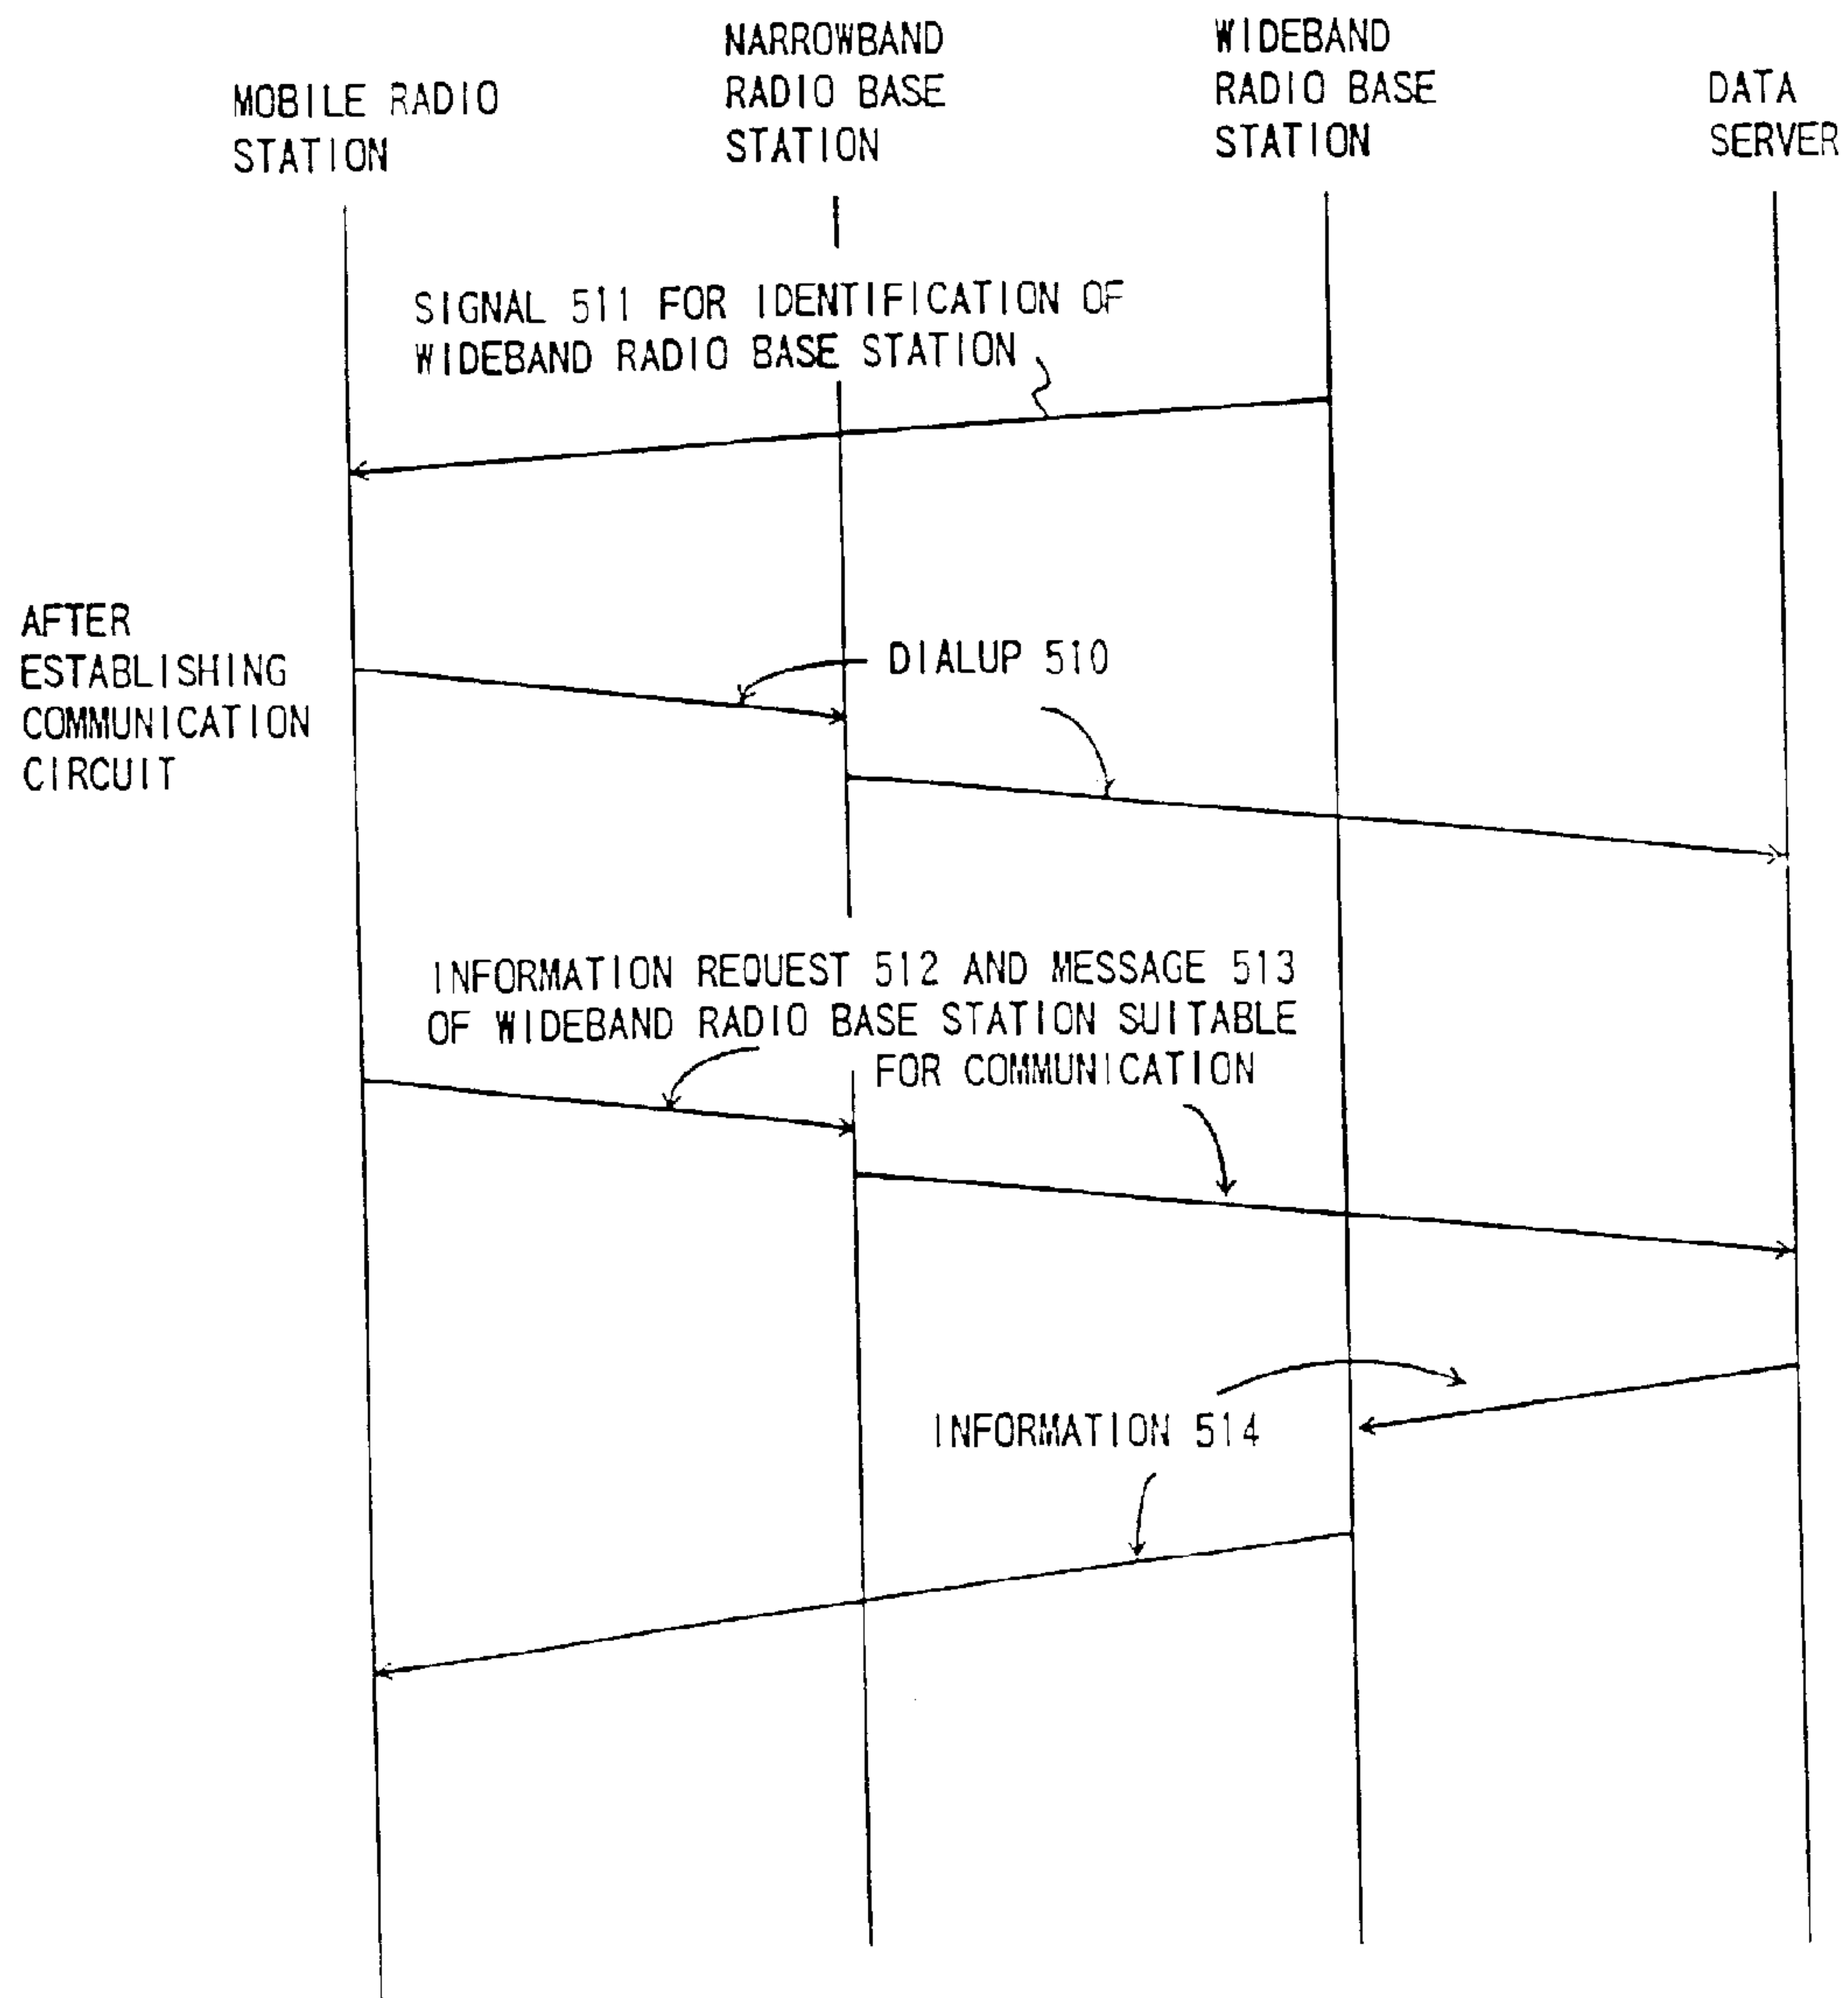 MOBILE RADIO
STATION
NARROWBAND
RADIO BASE
STATION
WIDEBAND
RADIO BASE
STATION
DATA
SERVER
SIGNAL 511 FOR IDENTIFICATION OF
WIDEBAND RADIO BASE STATION
AFTER
ESTABLISHING
COMMUNICATION
CIRCUIT
DIALUP 510
INFORMATION REQUEST 512 AND MESSAGE 513
OF WIDEBAND RADIO BASE STATION SUITABLE
FOR COMMUNICATION
INFORMATION 514